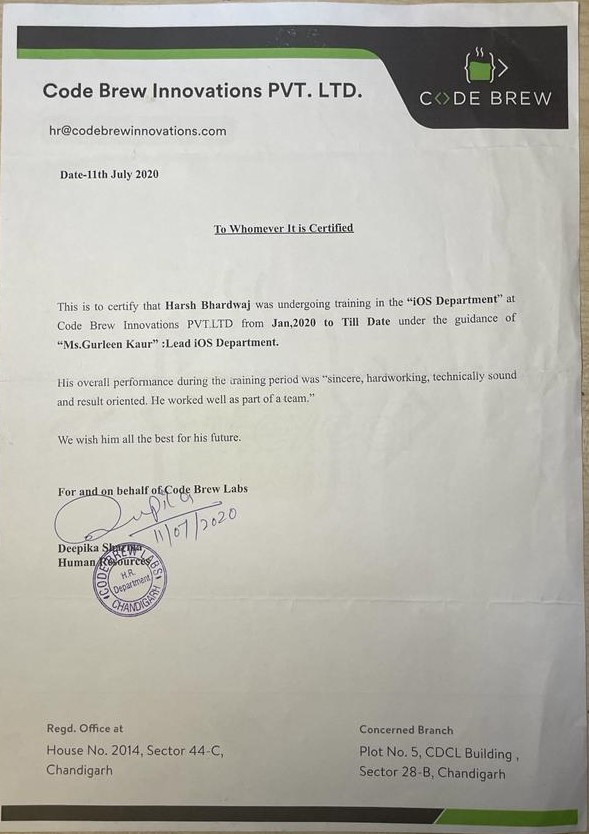 Code Brew Innovations PVT. LTD.
C<>DE BREW
hr@codebrewinnovations.com
Date-11th July 2020
To Whomever It is Certified
This is to certify that Harsh Bhardwaj was undergoing training in the “iOS Department” at
Code Brew Innovations PVT.LTD from Jan,2020 to Till Date under the guidance of
“Ms.Gurleen Kaur” :Lead iOS Department.
His overall performance during the training period was “sincere, hardworking, technically sound
and result oriented. He worked well as part of a team.”
We wish him all the best for his future.
For and on behalf of Code Brew Labs
11/07/2020
Deepika Sharma
Human Resources
CODE BREW LABS
H.R.
Department
CHANDIGARH
Regd. Office at
House No. 2014, Sector 44-C,
Chandigarh
Concerned Branch
Plot No. 5, CDCL Building ,
Sector 28-B, Chandigarh